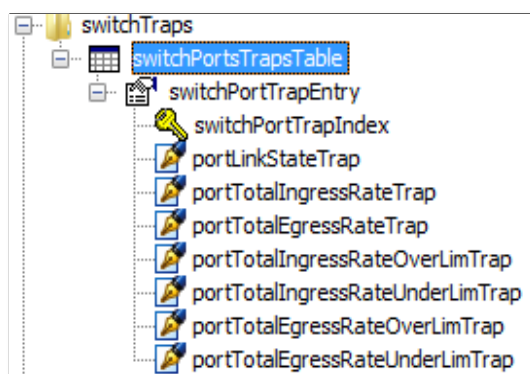 switchTraps
switchPortsTrapsTable
switchPortTrapEntry
switchPortTrapIndex
portLinkStateTrap
portTotalIngressRateTrap
portTotalEgressRateTrap
portTotalIngressRateOverLimTrap
portTotalIngressRateUnderLimTrap
portTotalEgressRateOverLimTrap
portTotalEgressRateUnderLimTrap